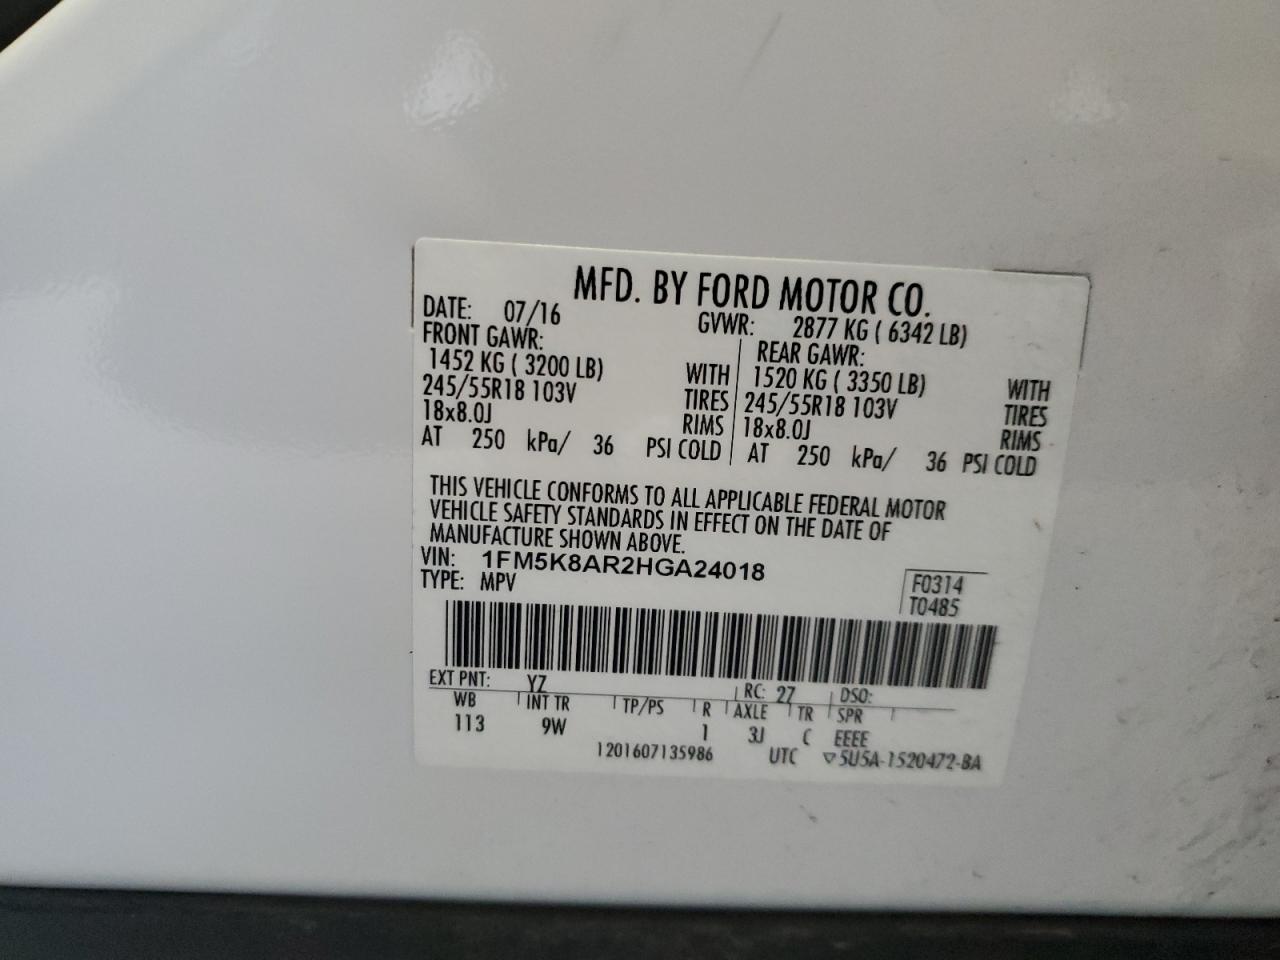 MFD. BY FORD MOTOR CO.
DATE: 07/16 GVWR: 2877 KG ( 6342 LB)
FRONT GAWR: REAR GAWR:
1452 KG ( 3200 LB) WITH 1520 KG ( 3350 LB) WITH
245/55R18 103V TIRES 245/55R18 103V TIRES
18x8.0J RIMS 18x8.0J RIMS
AT 250 kPa/ 36 PSI COLD AT 250 kPa/ 36 PSI COLD
THIS VEHICLE CONFORMS TO ALL APPLICABLE FEDERAL MOTOR
VEHICLE SAFETY STANDARDS IN EFFECT ON THE DATE OF
MANUFACTURE SHOWN ABOVE.
VIN: 1FM5K8AR2HGA24018
TYPE: MPV
F0314
T0485
EXT PNT: YZ RC: 27 DSO:
WB INT TR TP/PS R AXLE TR SPR
113 9W 1 3J C EEEE
1201607135986 UTC ▽5U5A-1520472-BA